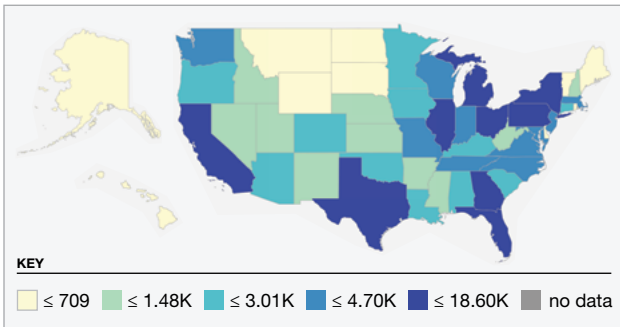 KEY
≤ 709 ≤ 1.48K ≤ 3.01K ≤ 4.70K ≤ 18.60K no data